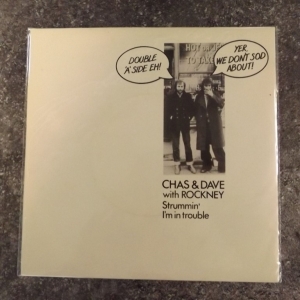 DOUBLE
'A' SIDE EH!
YER,
WE DON'T SOD
ABOUT!
CHAS & DAVE
with ROCKNEY
Strummin'
I'm in trouble